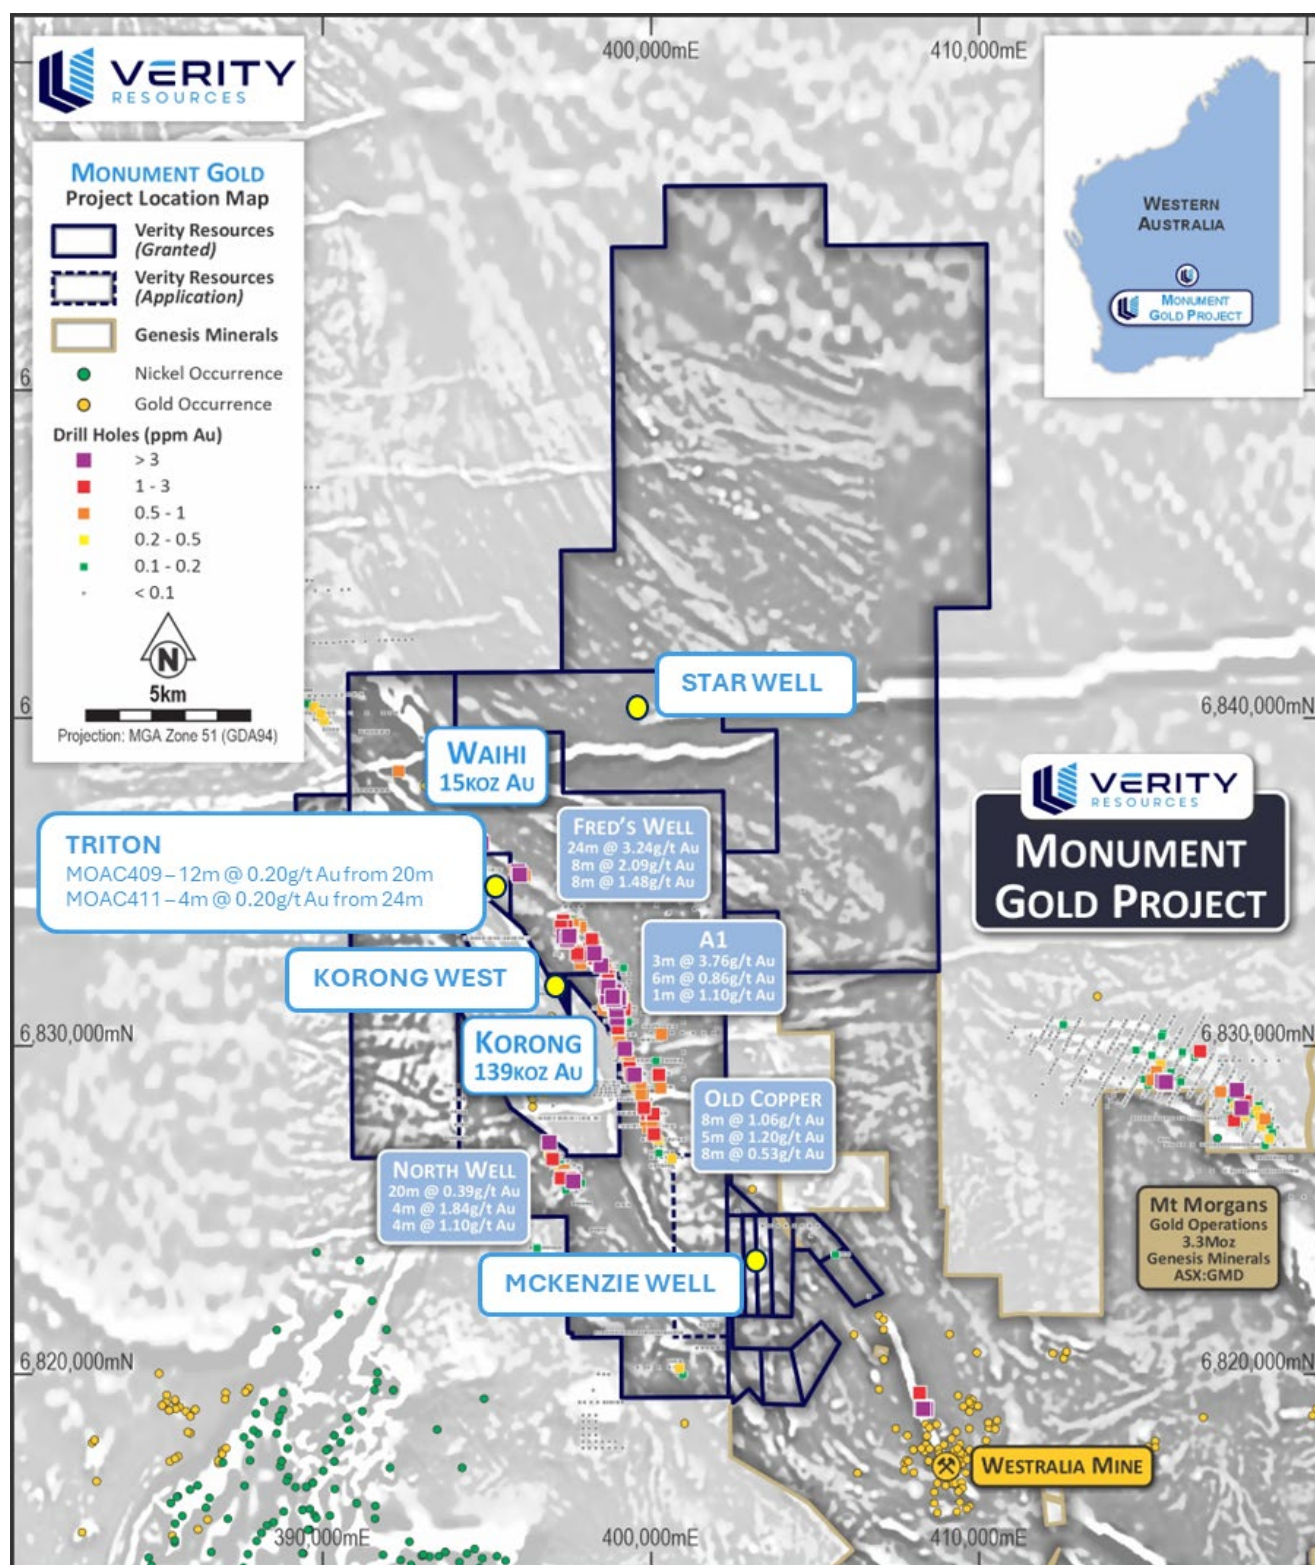 400,000mE
410,000mE
VERITY
RESOURCES
MONUMENT GOLD
Project Location Map
Verity Resources
(Granted)
Verity Resources
(Application)
Genesis Minerals
Nickel Occurrence
Gold Occurrence
Drill Holes (ppm Au)
> 3
1 - 3
0.5 - 1
0.2 - 0.5
0.1 - 0.2
< 0.1
N
5km
Projection: MGA Zone 51 (GDA94)
WESTERN
AUSTRALIA
MONUMENT
GOLD PROJECT
6
6
STAR WELL
6,840,000mN
WAIHI
15KOZ Au
VERITY
RESOURCES
MONUMENT
GOLD PROJECT
FRED'S WELL
24m @ 3.24g/t Au
8m @ 2.09g/t Au
8m @ 1.48g/t Au
TRITON
MOAC409 – 12m @ 0.20g/t Au from 20m
MOAC411 – 4m @ 0.20g/t Au from 24m
A1
3m @ 3.76g/t Au
6m @ 0.86g/t Au
1m @ 1.10g/t Au
KORONG WEST
6,830,000mN
6,830,000mN
KORONG
139KOZ Au
OLD COPPER
8m @ 1.06g/t Au
5m @ 1.20g/t Au
8m @ 0.53g/t Au
NORTH WELL
20m @ 0.39g/t Au
4m @ 1.84g/t Au
4m @ 1.10g/t Au
Mt Morgans
Gold Operations
3.3Moz
Genesis Minerals
ASX:GMD
MCKENZIE WELL
6,820,000mN
6,820,000mN
WESTRALIA MINE
390,000mE
400,000mE
410,000mE